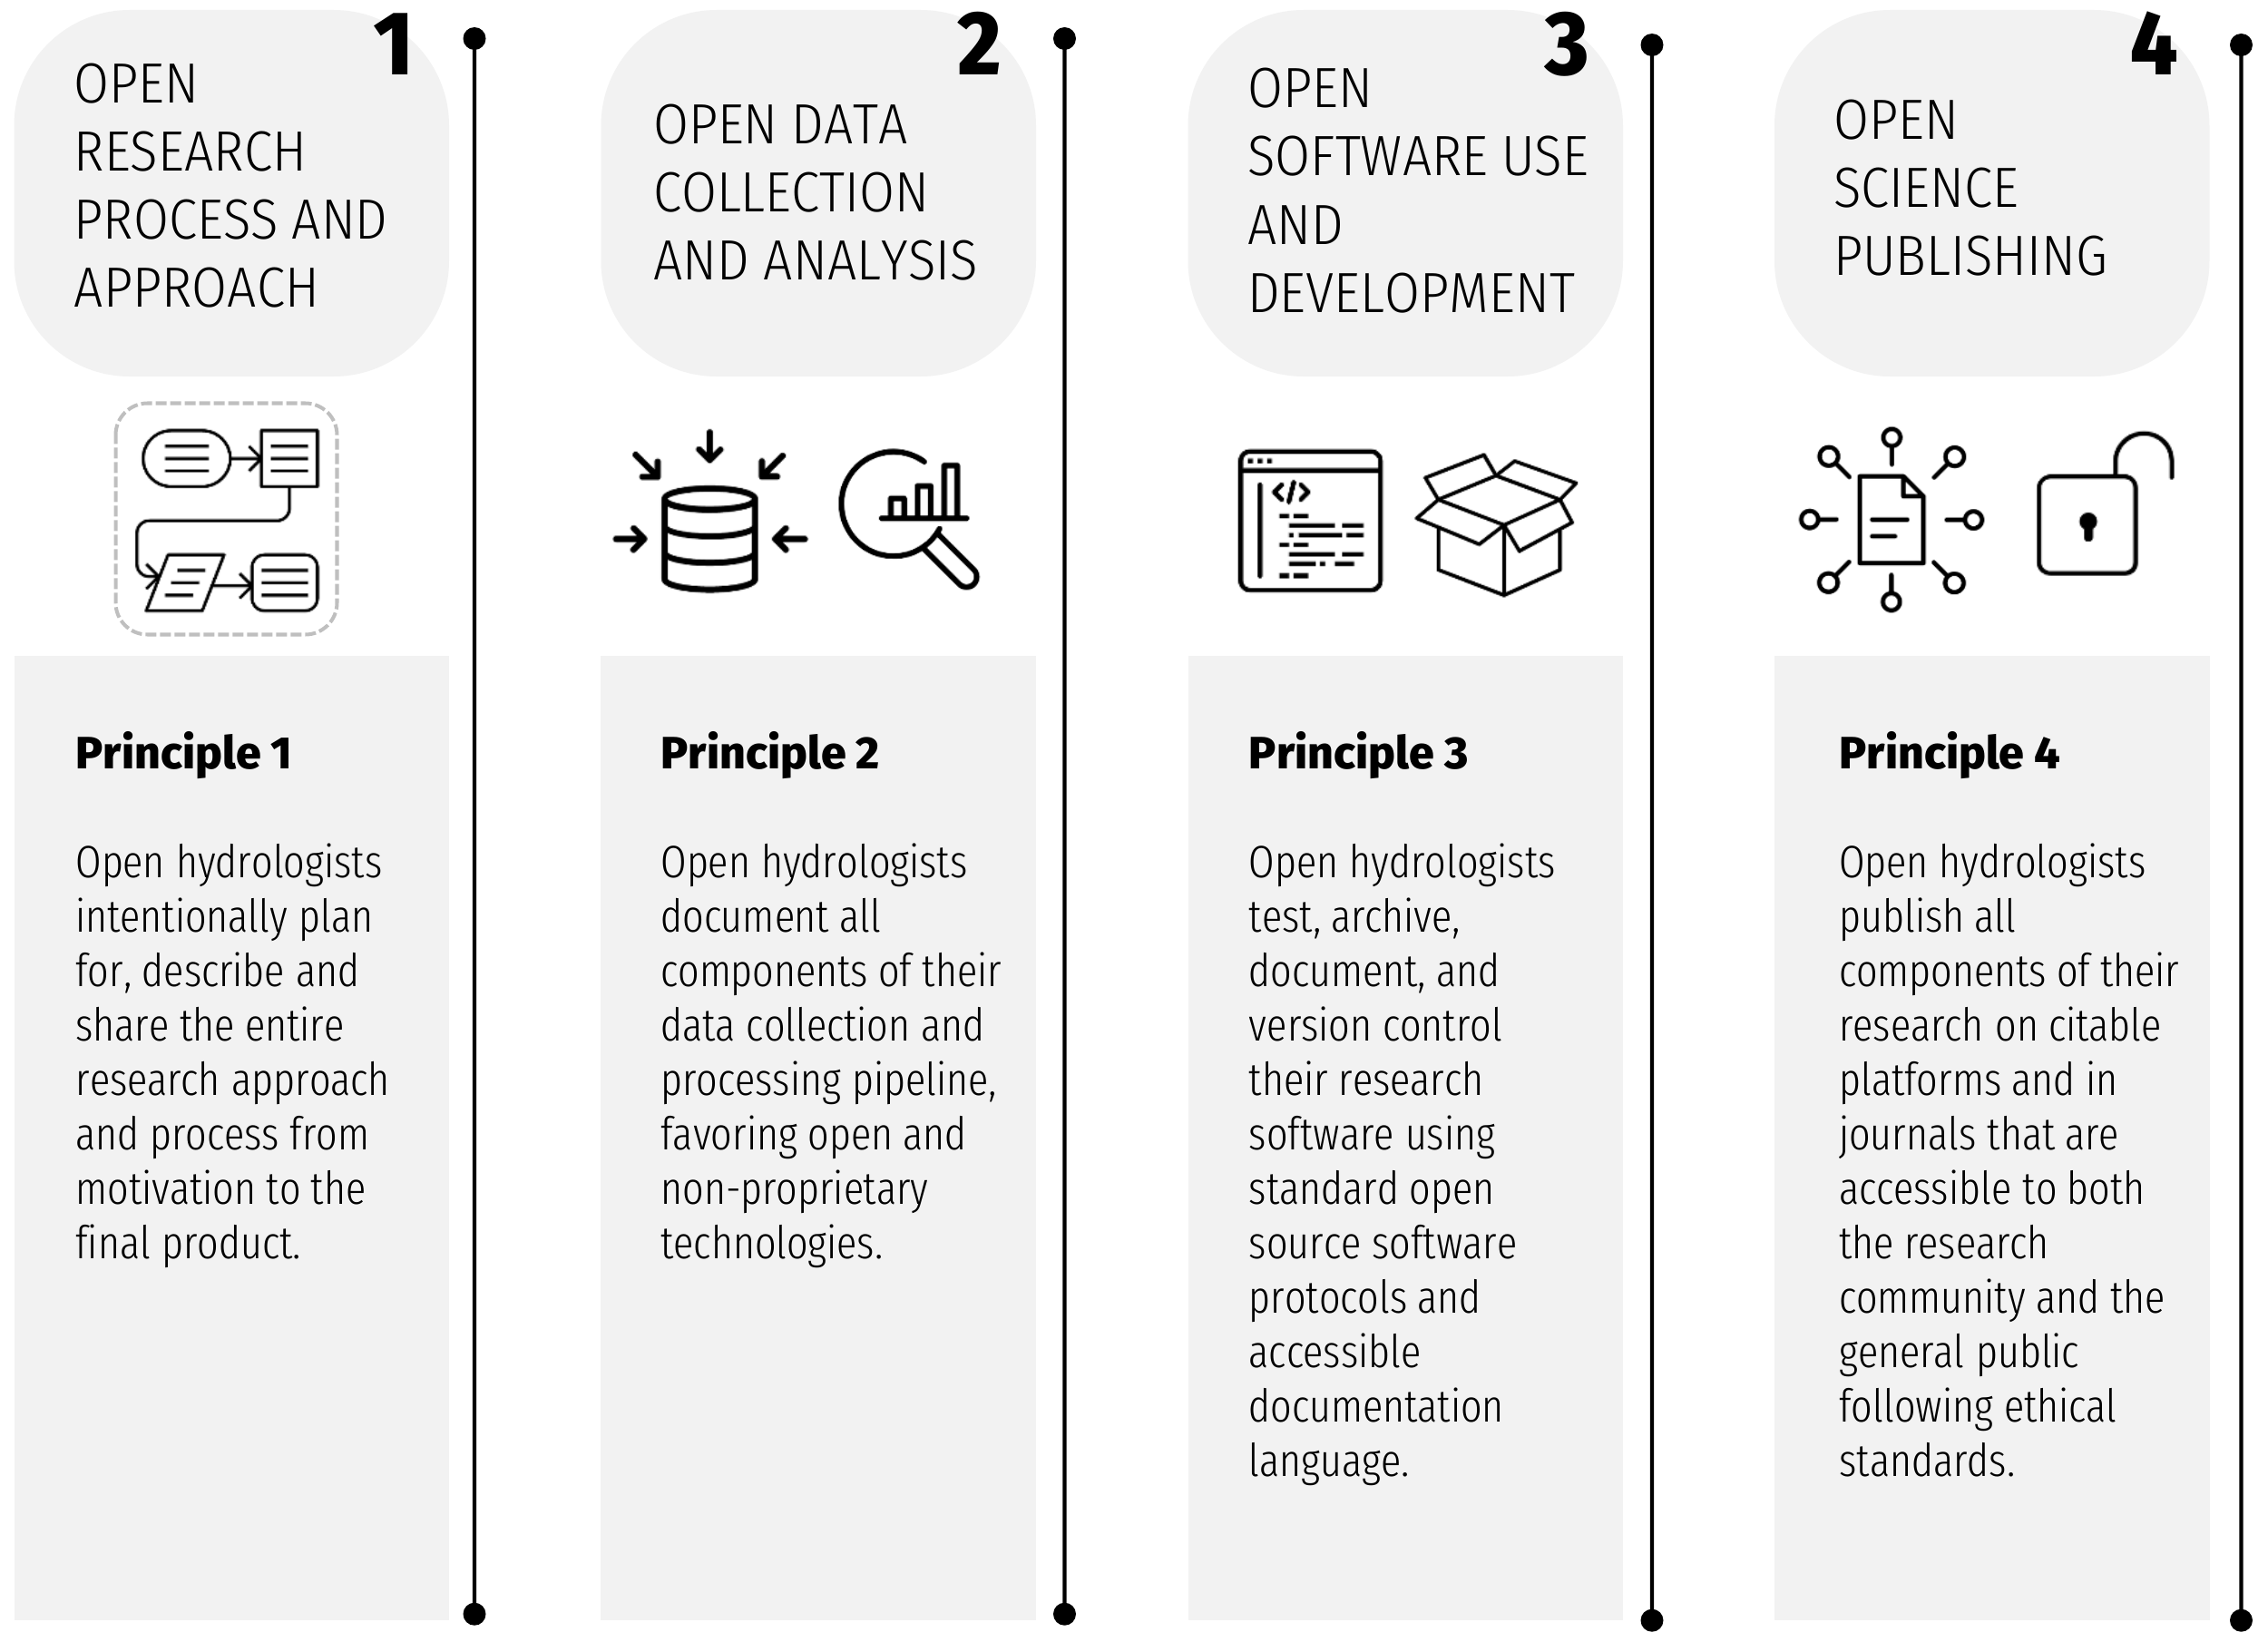 1
OPEN
RESEARCH
PROCESS AND
APPROACH
Principle 1
Open hydrologists
intentionally plan
for, describe and
share the entire
research approach
and process from
motivation to the
final product.
2
OPEN DATA
COLLECTION
AND ANALYSIS
Principle 2
Open hydrologists
document all
components of their
data collection and
processing pipeline,
favoring open and
non-proprietary
technologies.
3
OPEN
SOFTWARE USE
AND
DEVELOPMENT
</>
Principle 3
Open hydrologists
test, archive,
document, and
version control
their research
software using
standard open
source software
protocols and
accessible
documentation
language.
4
OPEN
SCIENCE
PUBLISHING
Principle 4
Open hydrologists
publish all
components of their
research on citable
platforms and in
journals that are
accessible to both
the research
community and the
general public
following ethical
standards.